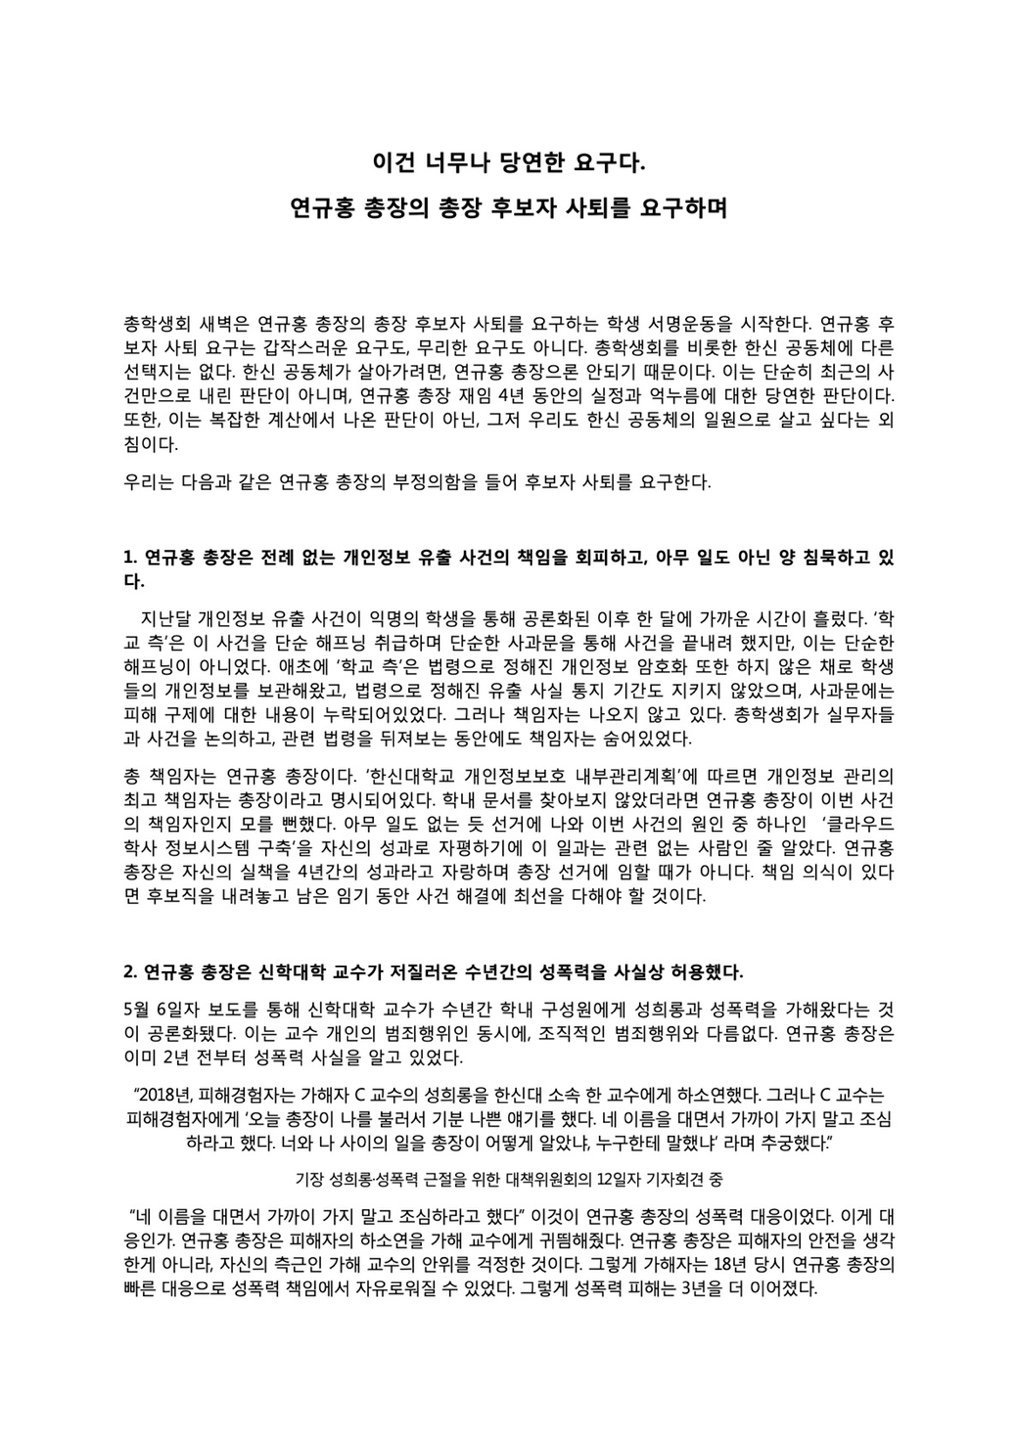 이건 너무나 당연한 요구다.
연규홍 총장의 총장 후보자 사퇴를 요구하며
총학생회 새벽은 연규홍 총장의 총장 후보자 사퇴를 요구하는 학생 서명운동을 시작한다. 연규홍 후
보자 사퇴 요구는 갑작스러운 요구도, 무리한 요구도 아니다. 총학생회를 비롯한 한신 공동체에 다른
선택지는 없다. 한신 공동체가 살아가려면, 연규홍 총장으론 안되기 때문이다. 이는 단순히 최근의 사
건만으로 내린 판단이 아니며, 연규홍 총장 재임 4년 동안의 실정과 억누름에 대한 당연한 판단이다.
또한, 이는 복잡한 계산에서 나온 판단이 아닌, 그저 우리도 한신 공동체의 일원으로 살고 싶다는 외
침이다.
우리는 다음과 같은 연규홍 총장의 부정의함을 들어 후보자 사퇴를 요구한다.
1. 연규홍 총장은 전례 없는 개인정보 유출 사건의 책임을 회피하고, 아무 일도 아닌 양 침묵하고 있
다.
지난달 개인정보 유출 사건이 익명의 학생을 통해 공론화된 이후 한 달에 가까운 시간이 흘렀다. ‘학
교 측’은 이 사건을 단순 해프닝 취급하며 단순한 사과문을 통해 사건을 끝내려 했지만, 이는 단순한
해프닝이 아니었다. 애초에 ‘학교 측’은 법령으로 정해진 개인정보 암호화 또한 하지 않은 채로 학생
들의 개인정보를 보관해왔고, 법령으로 정해진 유출 사실 통지 기간도 지키지 않았으며, 사과문에는
피해 구제에 대한 내용이 누락되어있었다. 그러나 책임자는 나오지 않고 있다. 총학생회가 실무자들
과 사건을 논의하고, 관련 법령을 뒤져보는 동안에도 책임자는 숨어있었다.
총 책임자는 연규홍 총장이다. ‘한신대학교 개인정보보호 내부관리계획’에 따르면 개인정보 관리의
최고 책임자는 총장이라고 명시되어있다. 학내 문서를 찾아보지 않았더라면 연규홍 총장이 이번 사건
의 책임자인지 모를 뻔했다. 아무 일도 없는 듯 선거에 나와 이번 사건의 원인 중 하나인 ‘클라우드
학사 정보시스템 구축’을 자신의 성과로 자평하기에 이 일과는 관련 없는 사람인 줄 알았다. 연규홍
총장은 자신의 실책을 4년간의 성과라고 자랑하며 총장 선거에 임할 때가 아니다. 책임 의식이 있다
면 후보직을 내려놓고 남은 임기 동안 사건 해결에 최선을 다해야 할 것이다.
2. 연규홍 총장은 신학대학 교수가 저질러온 수년간의 성폭력을 사실상 허용했다.
5월 6일자 보도를 통해 신학대학 교수가 수년간 학내 구성원에게 성희롱과 성폭력을 가해왔다는 것
이 공론화됐다. 이는 교수 개인의 범죄행위인 동시에, 조직적인 범죄행위와 다름없다. 연규홍 총장은
이미 2년 전부터 성폭력 사실을 알고 있었다.
“2018년, 피해경험자는 가해자 C 교수의 성희롱을 한신대 소속 한 교수에게 하소연했다. 그러나 C 교수는
피해경험자에게 ‘오늘 총장이 나를 불러서 기분 나쁜 얘기를 했다. 네 이름을 대면서 가까이 가지 말고 조심
하라고 했다. 너와 나 사이의 일을 총장이 어떻게 알았냐, 누구한테 말했냐’ 라며 추궁했다.”
기장 성희롱·성폭력 근절을 위한 대책위원회의 12일자 기자회견 중
“네 이름을 대면서 가까이 가지 말고 조심하라고 했다” 이것이 연규홍 총장의 성폭력 대응이었다. 이게 대
응인가. 연규홍 총장은 피해자의 하소연을 가해 교수에게 귀띔해줬다. 연규홍 총장은 피해자의 안전을 생각
한게 아니라, 자신의 측근인 가해 교수의 안위를 걱정한 것이다. 그렇게 가해자는 18년 당시 연규홍 총장의
빠른 대응으로 성폭력 책임에서 자유로워질 수 있었다. 그렇게 성폭력 피해는 3년을 더 이어졌다.